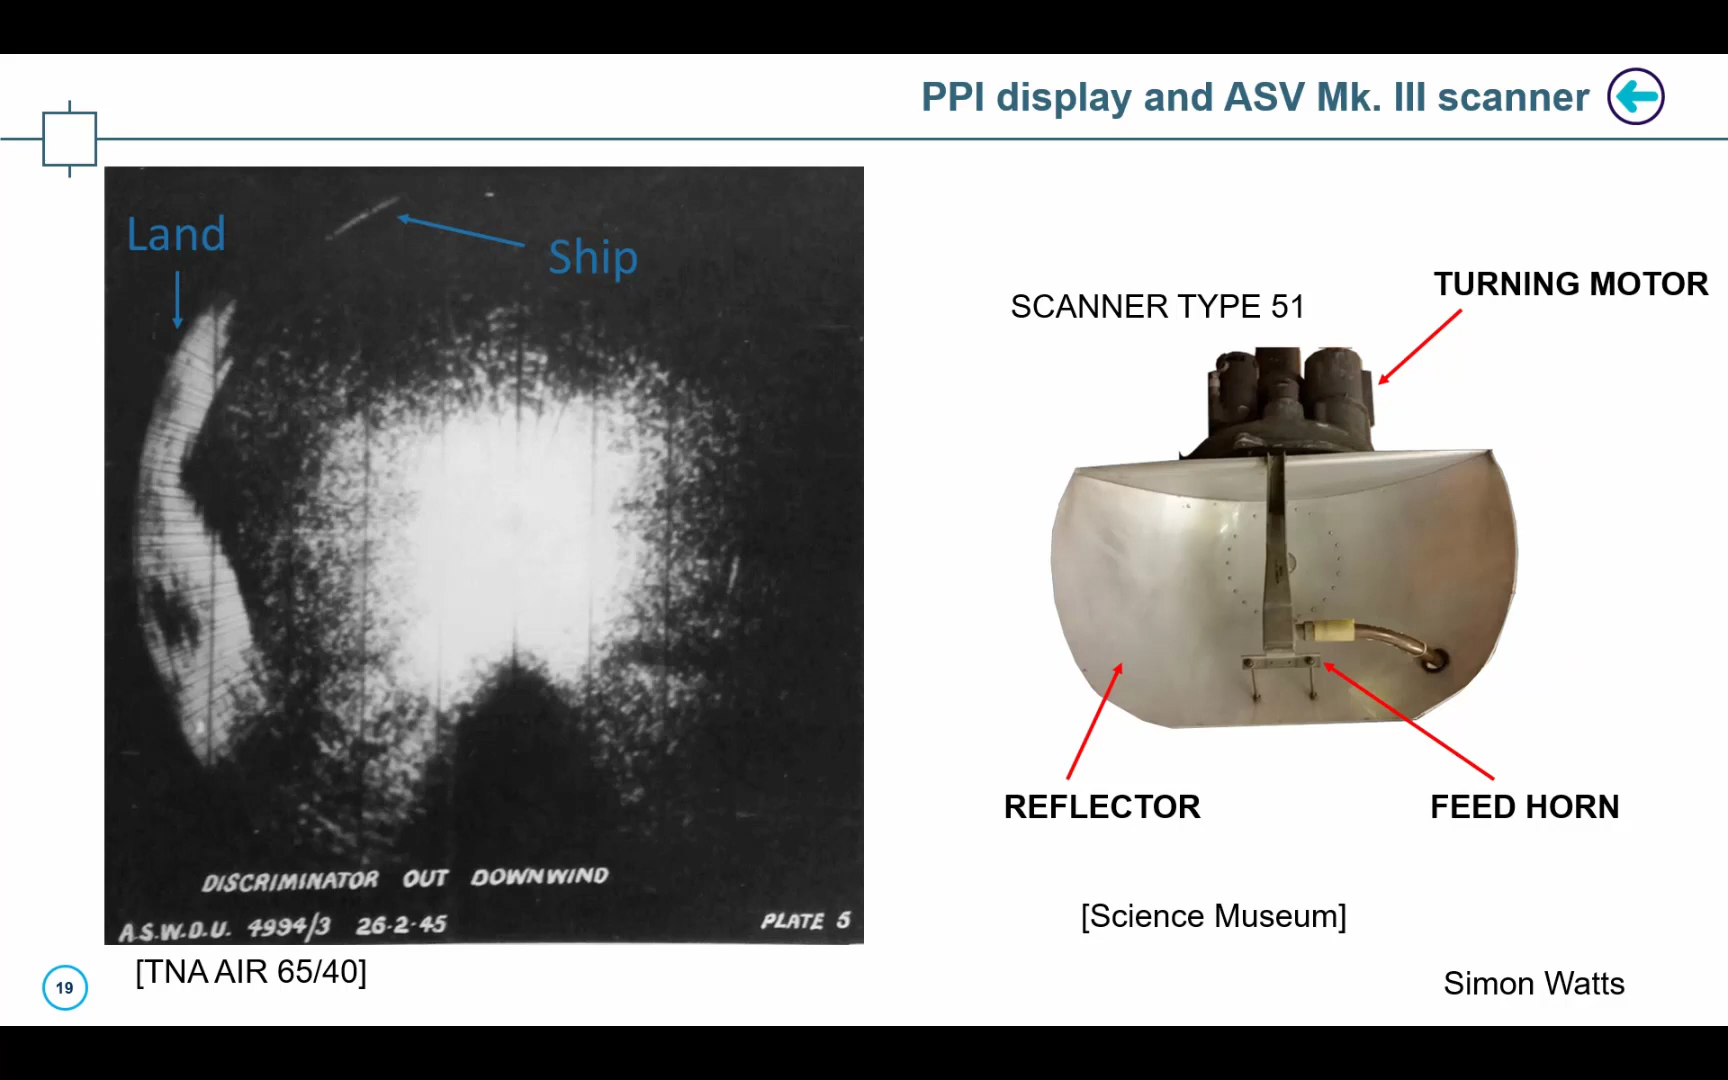 PPI display and ASV Mk. III scanner
Land
Ship
DISCRIMINATOR OUT DOWNWIND
A.S.W.D.U. 4994/3 26-2-45
PLATE 5
[TNA AIR 65/40]
SCANNER TYPE 51
TURNING MOTOR
REFLECTOR
FEED HORN
[Science Museum]
Simon Watts
19